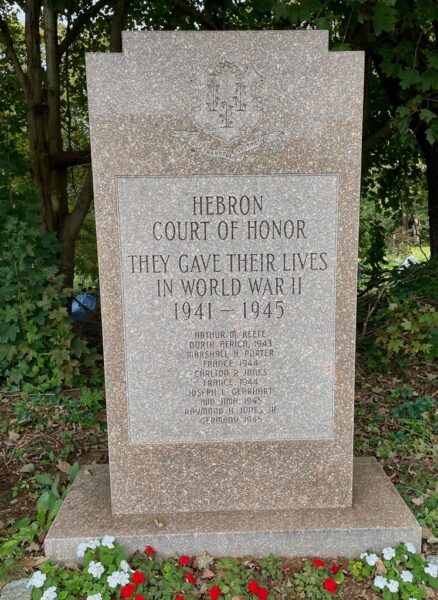 HEBRON
COURT OF HONOR
THEY GAVE THEIR LIVES
IN WORLD WAR II
1941 – 1945
ARTHUR M. KEEFE
NORTH AFRICA, 1943
MARSHALL H. PORTER
FRANCE 1944
CARLTON P. JONES
FRANCE 1944
JOSEPH L. GEPHART
IWO JIMA, 1945
RAYMOND H. JONES, JR
GERMANY 1945